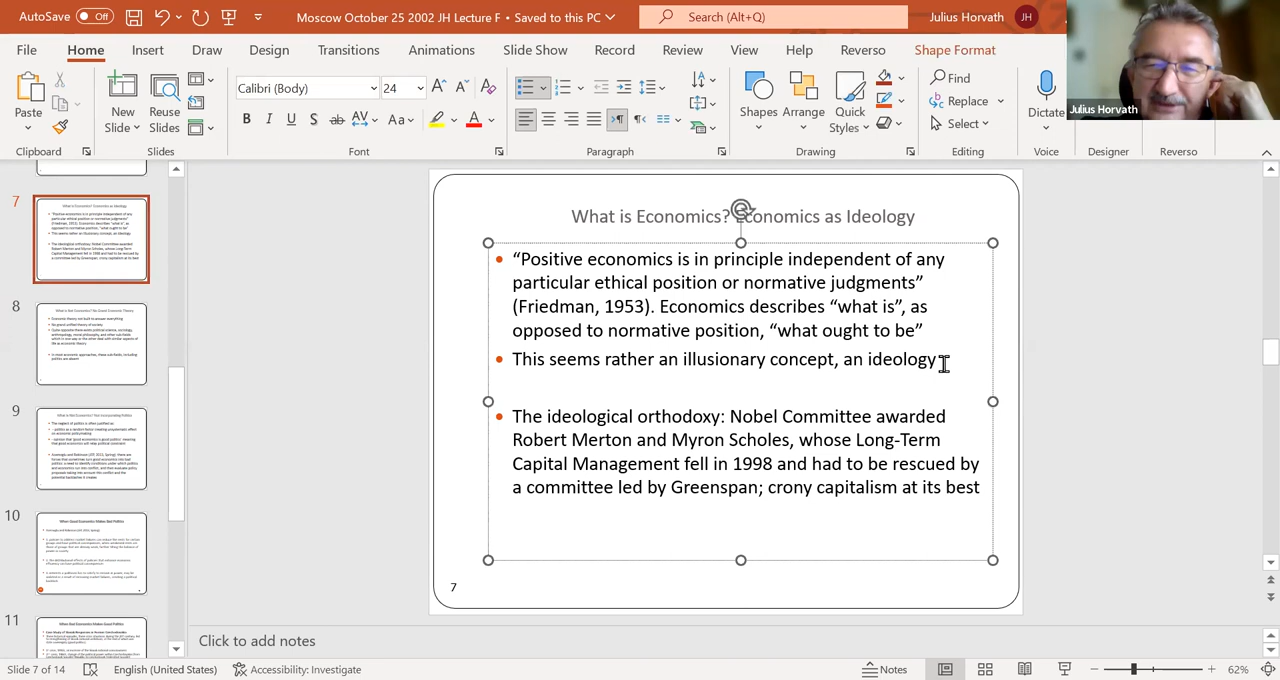 AutoSave Off Moscow October 25 2002 JH Lecture F • Saved to this PC Search (Alt+Q) Julius Horvath JH
File Home Insert Draw Design Transitions Animations Slide Show Record Review View Help Reverso Shape Format
Julius Horvath
Paste New Slide Reuse Slides Calibri (Body) 24 Shapes Arrange Quick Styles Find Replace Select Dictate
Clipboard Slides Font Paragraph Drawing Editing Voice Designer Reverso
7
8
9
10
11
What is Economics? Economics as Ideology
“Positive economics is in principle independent of any
particular ethical position or normative judgments”
(Friedman, 1953). Economics describes “what is”, as
opposed to normative position, “what ought to be”
This seems rather an illusionary concept, an ideology
The ideological orthodoxy: Nobel Committee awarded
Robert Merton and Myron Scholes, whose Long-Term
Capital Management fell in 1998 and had to be rescued by
a committee led by Greenspan; crony capitalism at its best
7
Click to add notes
Slide 7 of 14 English (United States) Accessibility: Investigate Notes 62%